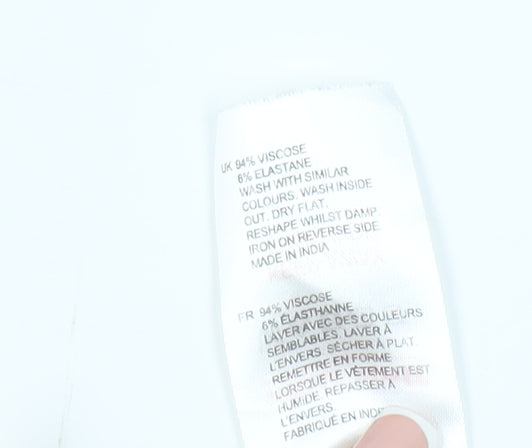 UK 94% VISCOSE
6% ELASTANE
WASH WITH SIMILAR
COLOURS. WASH INSIDE
OUT. DRY FLAT.
RESHAPE WHILST DAMP.
IRON ON REVERSE SIDE.
MADE IN INDIA
FR 94% VISCOSE
6% ÉLASTHANNE
LAVER AVEC DES COULEURS
SEMBLABLES. LAVER À
L'ENVERS. SÉCHER À PLAT.
REMETTRE EN FORME
LORSQUE LE VÊTEMENT EST
HUMIDE. REPASSER À
L'ENVERS.
FABRIQUÉ EN